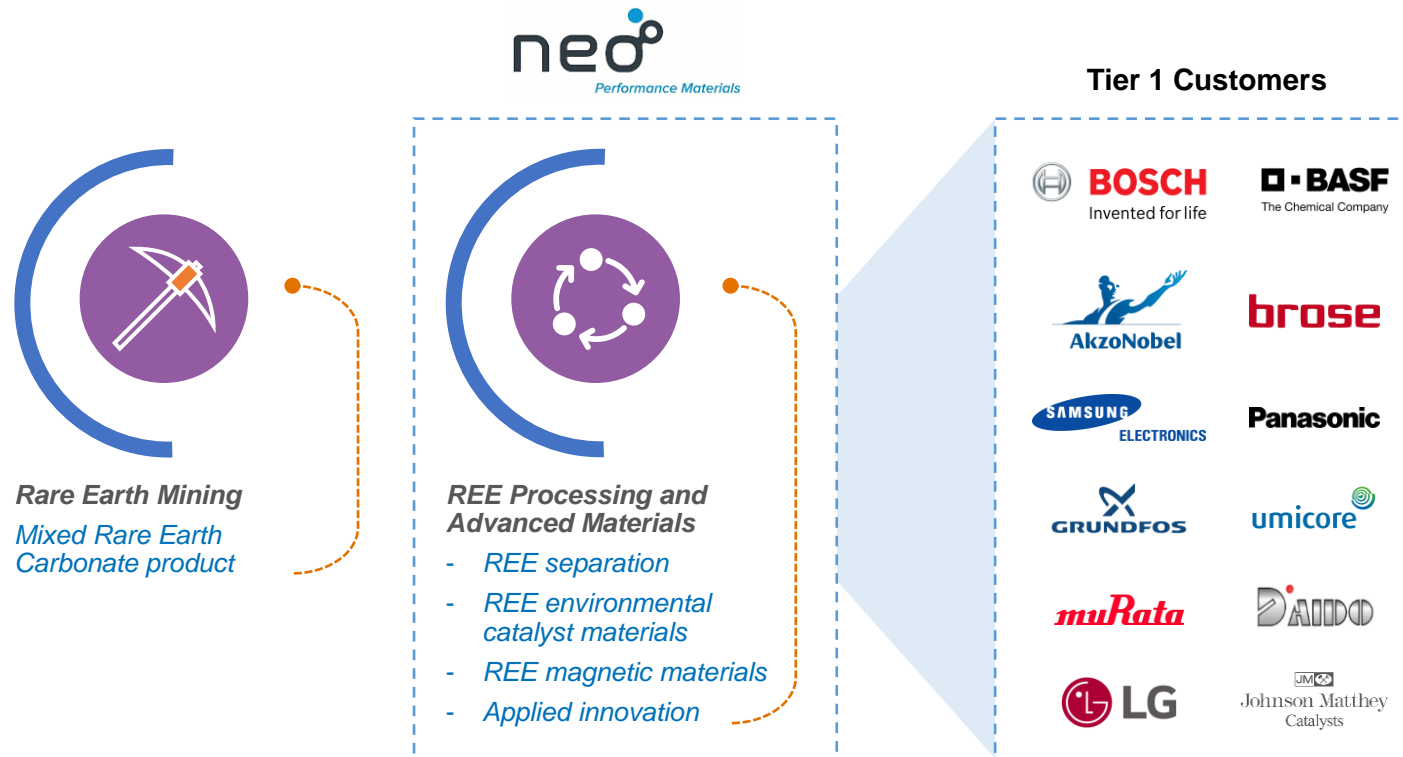 neo
Performance Materials
Tier 1 Customers
Rare Earth Mining
Mixed Rare Earth
Carbonate product
REE Processing and
Advanced Materials
- REE separation
- REE environmental
catalyst materials
- REE magnetic materials
- Applied innovation
BOSCH
Invented for life
BASF
The Chemical Company
AkzoNobel
brose
SAMSUNG
ELECTRONICS
Panasonic
GRUNDFOS
umicore
muRata
DAIDO
LG
JM
Johnson Matthey
Catalysts